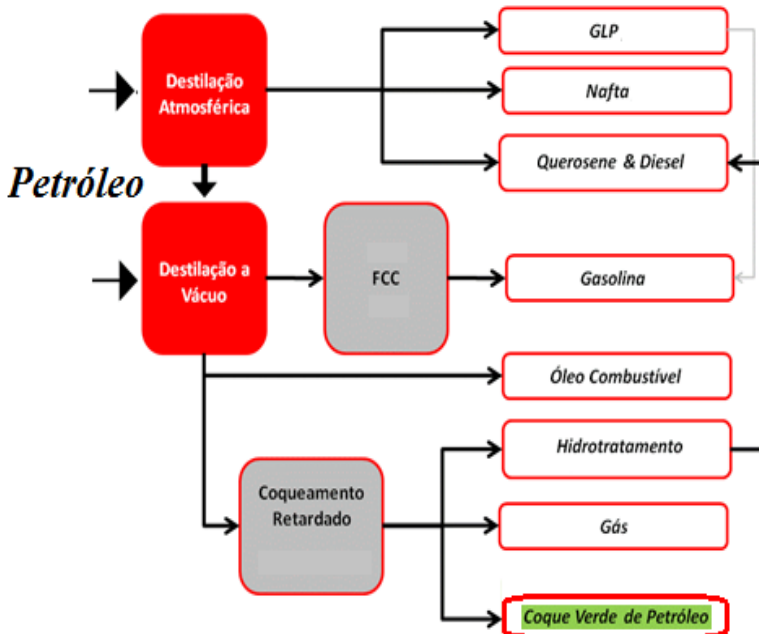 GLP
Destilação
Atmosférica
Nafta
Querosene & Diesel
Petróleo
Destilação a
Vácuo
FCC
Gasolina
Óleo Combustível
Hidrotratamento
Coqueamento
Retardado
Gás
Coque Verde de Petróleo